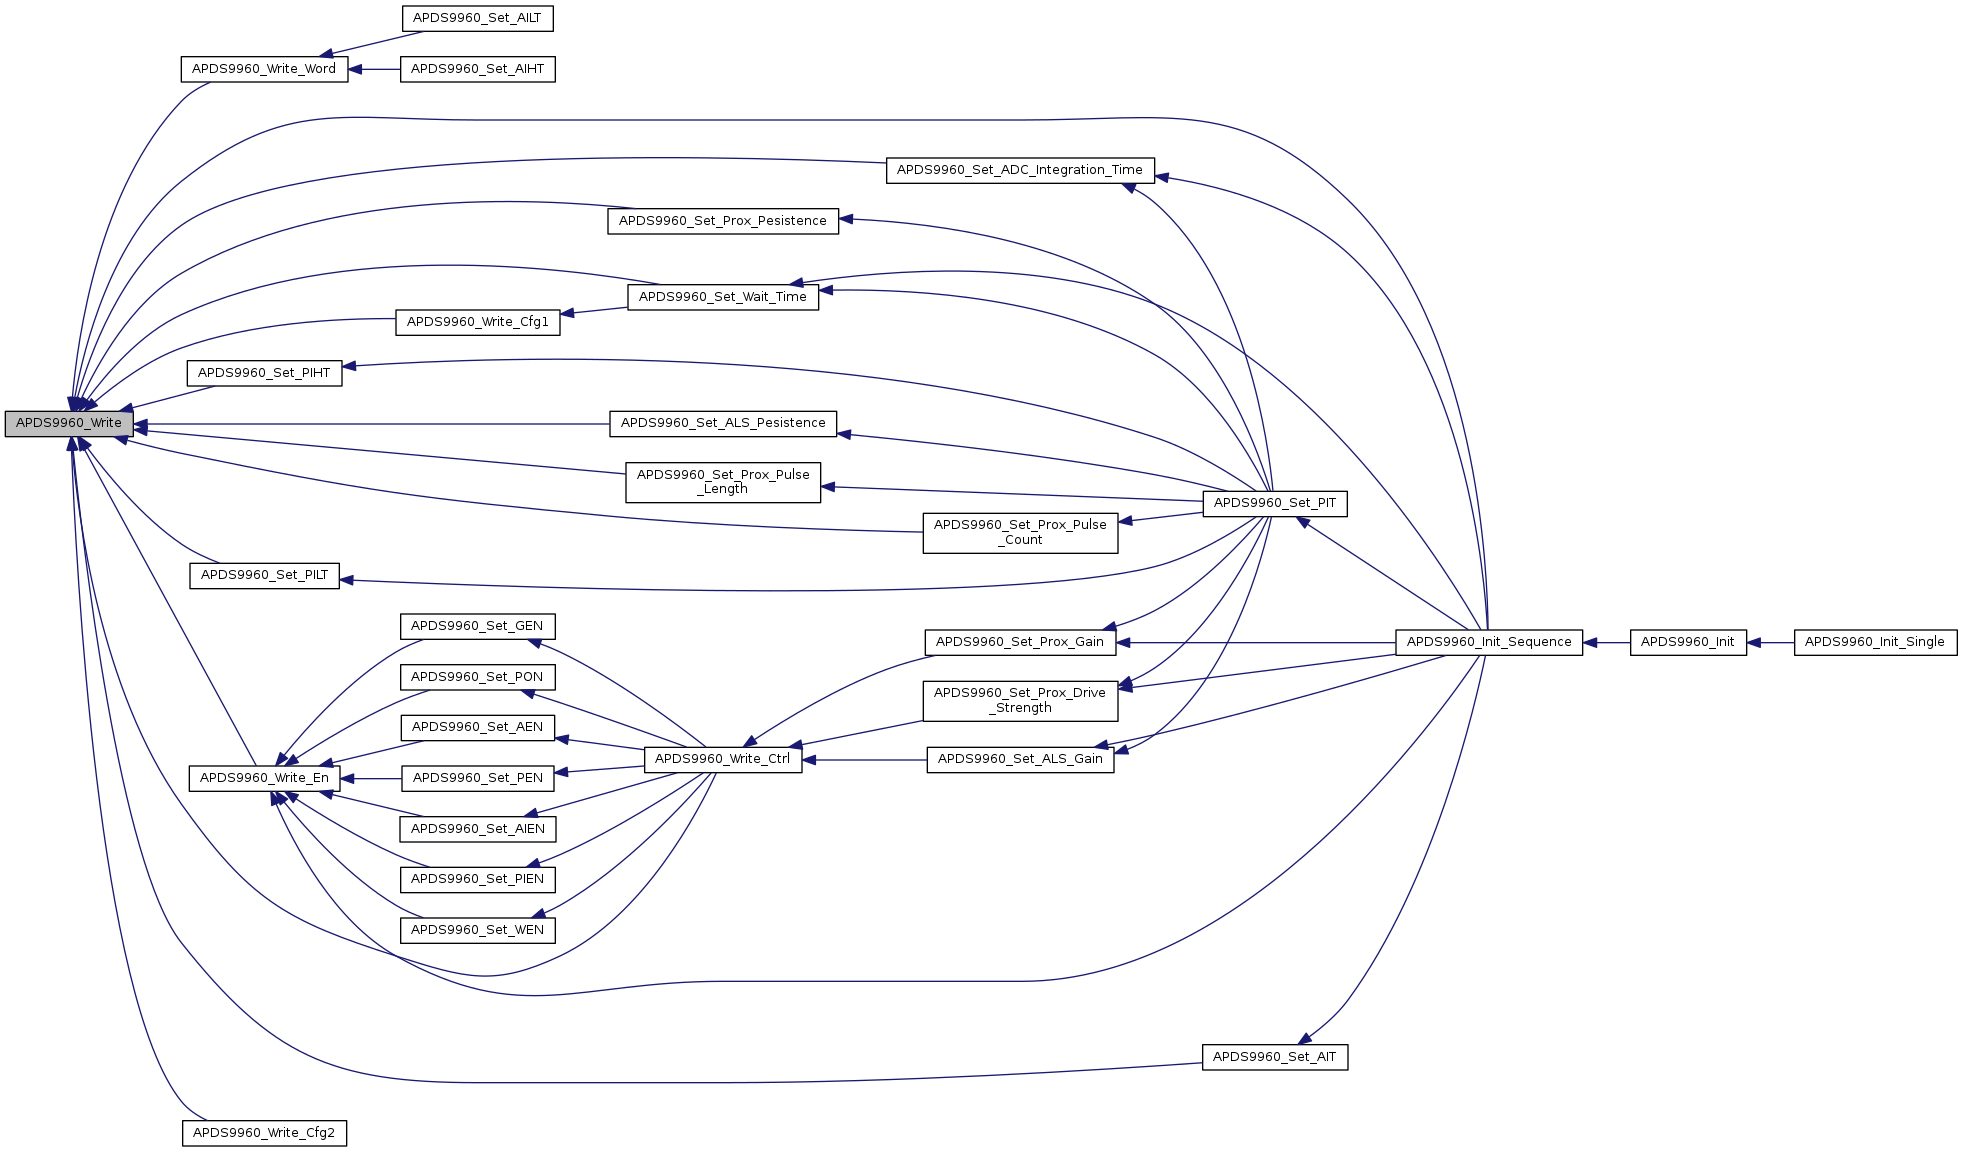 APDS9960_Set_AILT
APDS9960_Write_Word
APDS9960_Set_AIHT
APDS9960_Set_ADC_Integration_Time
APDS9960_Set_Prox_Pesistence
APDS9960_Set_Wait_Time
APDS9960_Write_Cfg1
APDS9960_Set_PIHT
APDS9960_Write
APDS9960_Set_ALS_Pesistence
APDS9960_Set_Prox_Pulse
_Length
APDS9960_Set_PIT
APDS9960_Set_Prox_Pulse
_Count
APDS9960_Set_PILT
APDS9960_Set_GEN
APDS9960_Set_Prox_Gain
APDS9960_Init_Sequence
APDS9960_Init
APDS9960_Init_Single
APDS9960_Set_PON
APDS9960_Set_Prox_Drive
_Strength
APDS9960_Set_AEN
APDS9960_Write_Ctrl
APDS9960_Set_ALS_Gain
APDS9960_Write_En
APDS9960_Set_PEN
APDS9960_Set_AIEN
APDS9960_Set_PIEN
APDS9960_Set_WEN
APDS9960_Set_AIT
APDS9960_Write_Cfg2